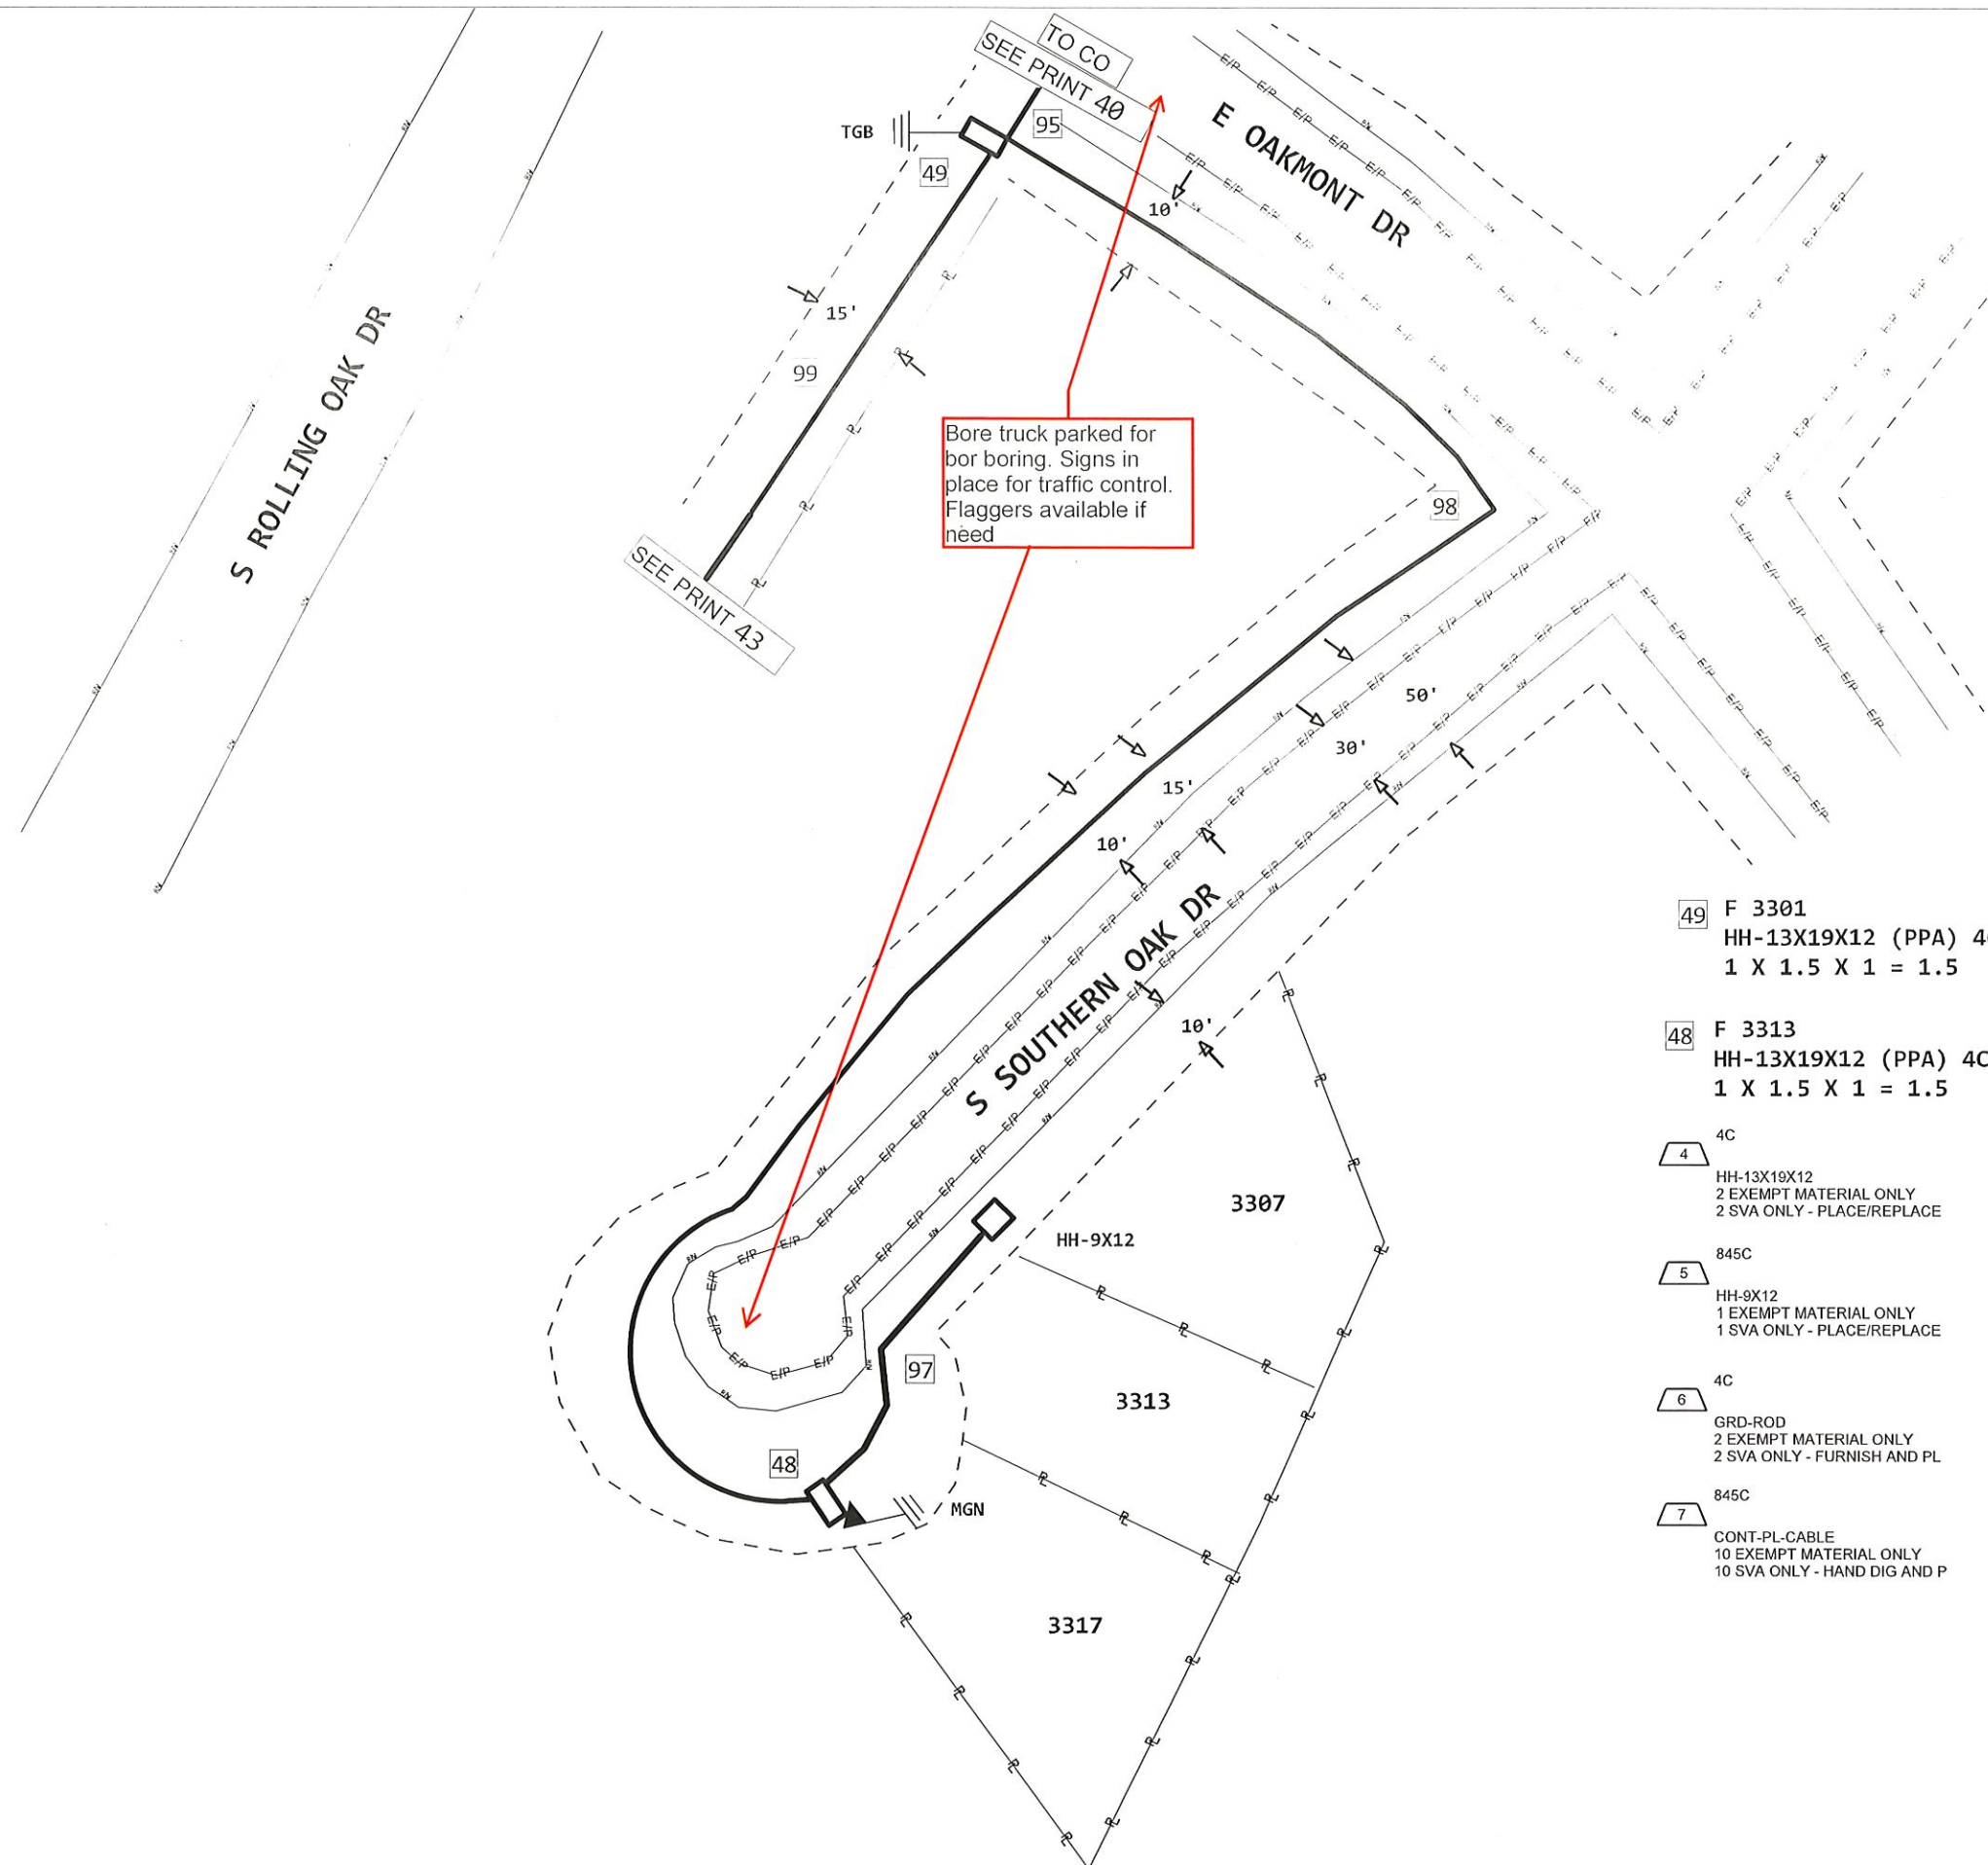 TO CO
SEE PRINT 40
95
TGB
49
E OAKMONT DR
10'
15'
99
S ROLLING OAK DR
Bore truck parked for
bor boring. Signs in
place for traffic control.
Flaggers available if
need
98
SEE PRINT 43
50'
30'
15'
10'
S SOUTHERN OAK DR
10'
3307
HH-9X12
97
3313
48
MGN
3317
49
F 3301
HH-13X19X12 (PPA)
1 X 1.5 X 1 = 1.5
48
F 3313
HH-13X19X12 (PPA) 4C
1 X 1.5 X 1 = 1.5
4
4C
HH-13X19X12
2 EXEMPT MATERIAL ONLY
2 SVA ONLY - PLACE/REPLACE
5
845C
HH-9X12
1 EXEMPT MATERIAL ONLY
1 SVA ONLY - PLACE/REPLACE
6
4C
GRD-ROD
2 EXEMPT MATERIAL ONLY
2 SVA ONLY - FURNISH AND PL
7
845C
CONT-PL-CABLE
10 EXEMPT MATERIAL ONLY
10 SVA ONLY - HAND DIG AND P